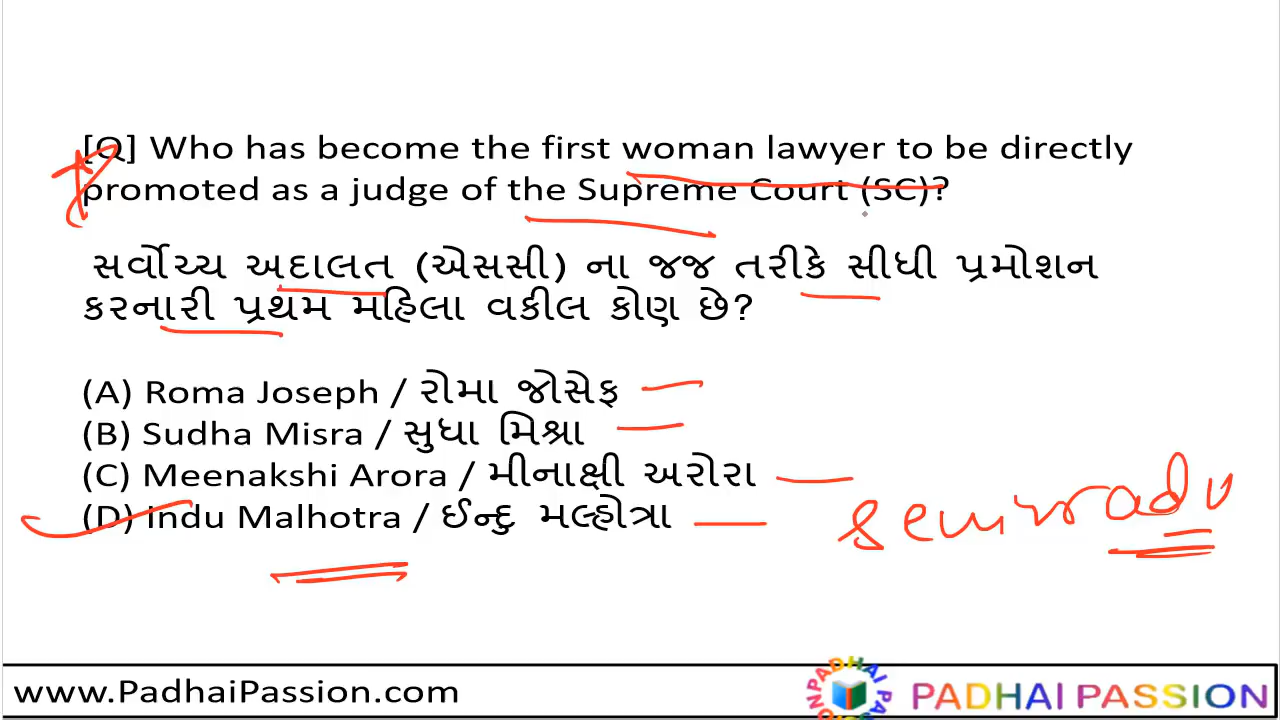 [Q] Who has become the first woman lawyer to be directly
promoted as a judge of the Supreme Court (SC)?
સર્વોચ્ચ અદાલત (એસસી) ના જજ તરીકે સીધી પ્રમોશન
કરનારી પ્રથમ મહિલા વકીલ કોણ છે?
(A) Roma Joseph / રોમા જોસેફ
(B) Sudha Misra / સુધા મિશ્રા
(C) Meenakshi Arora / મીનાક્ષી અરોરા
(D) Indu Malhotra / ઈન્દુ મલ્હોત્રા
www.PadhaiPassion.com
PADHAI PASSION